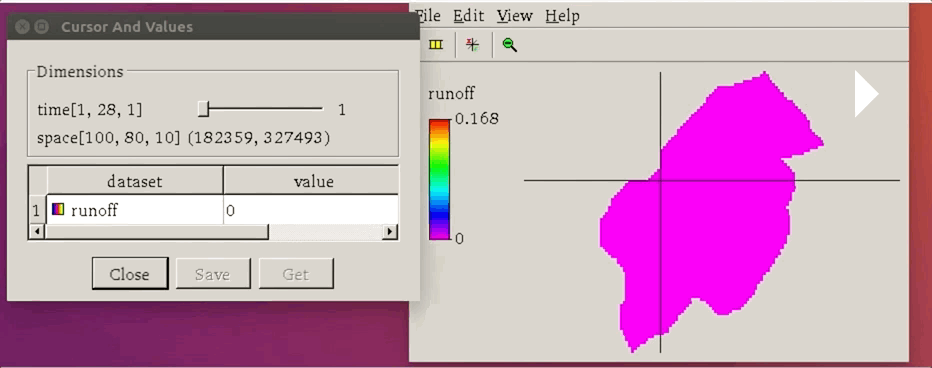 Cursor And Values
Dimensions
time[1, 28, 1] 1
space[100, 80, 10] (182359, 327493)
dataset value
1 runoff 0
Close Save Get
File Edit View Help
runoff
0.168
0